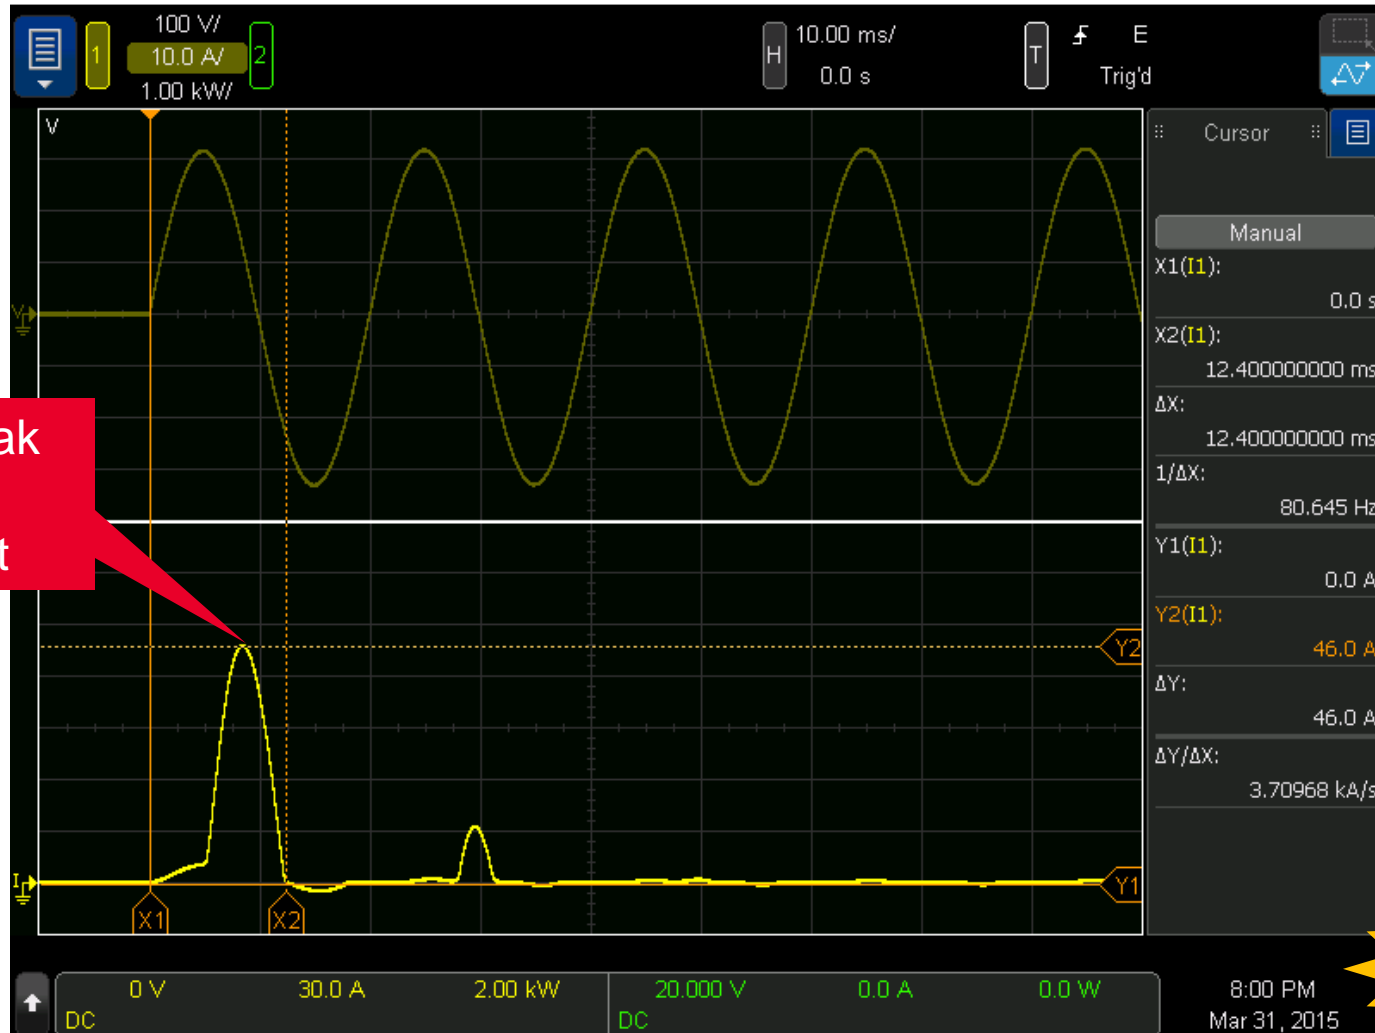 100 V/
1 10.0 A/ 2
1.00 kW/
H 10.00 ms/
0.0 s
T E
Trig'd
V
Cursor
Manual
X1(I1):
0.0 s
X2(I1):
12.400000000 ms
ΔX:
12.400000000 ms
1/ΔX:
80.645 Hz
Y1(I1):
0.0 A
Y2(I1):
46.0 A
ΔY:
46.0 A
ΔY/ΔX:
3.70968 kA/s
V
Y2
I
Y1
X1 X2
0 V 30.0 A 2.00 kW 20.000 V 0.0 A 0.0 W
DC DC
8:00 PM
Mar 31, 2015